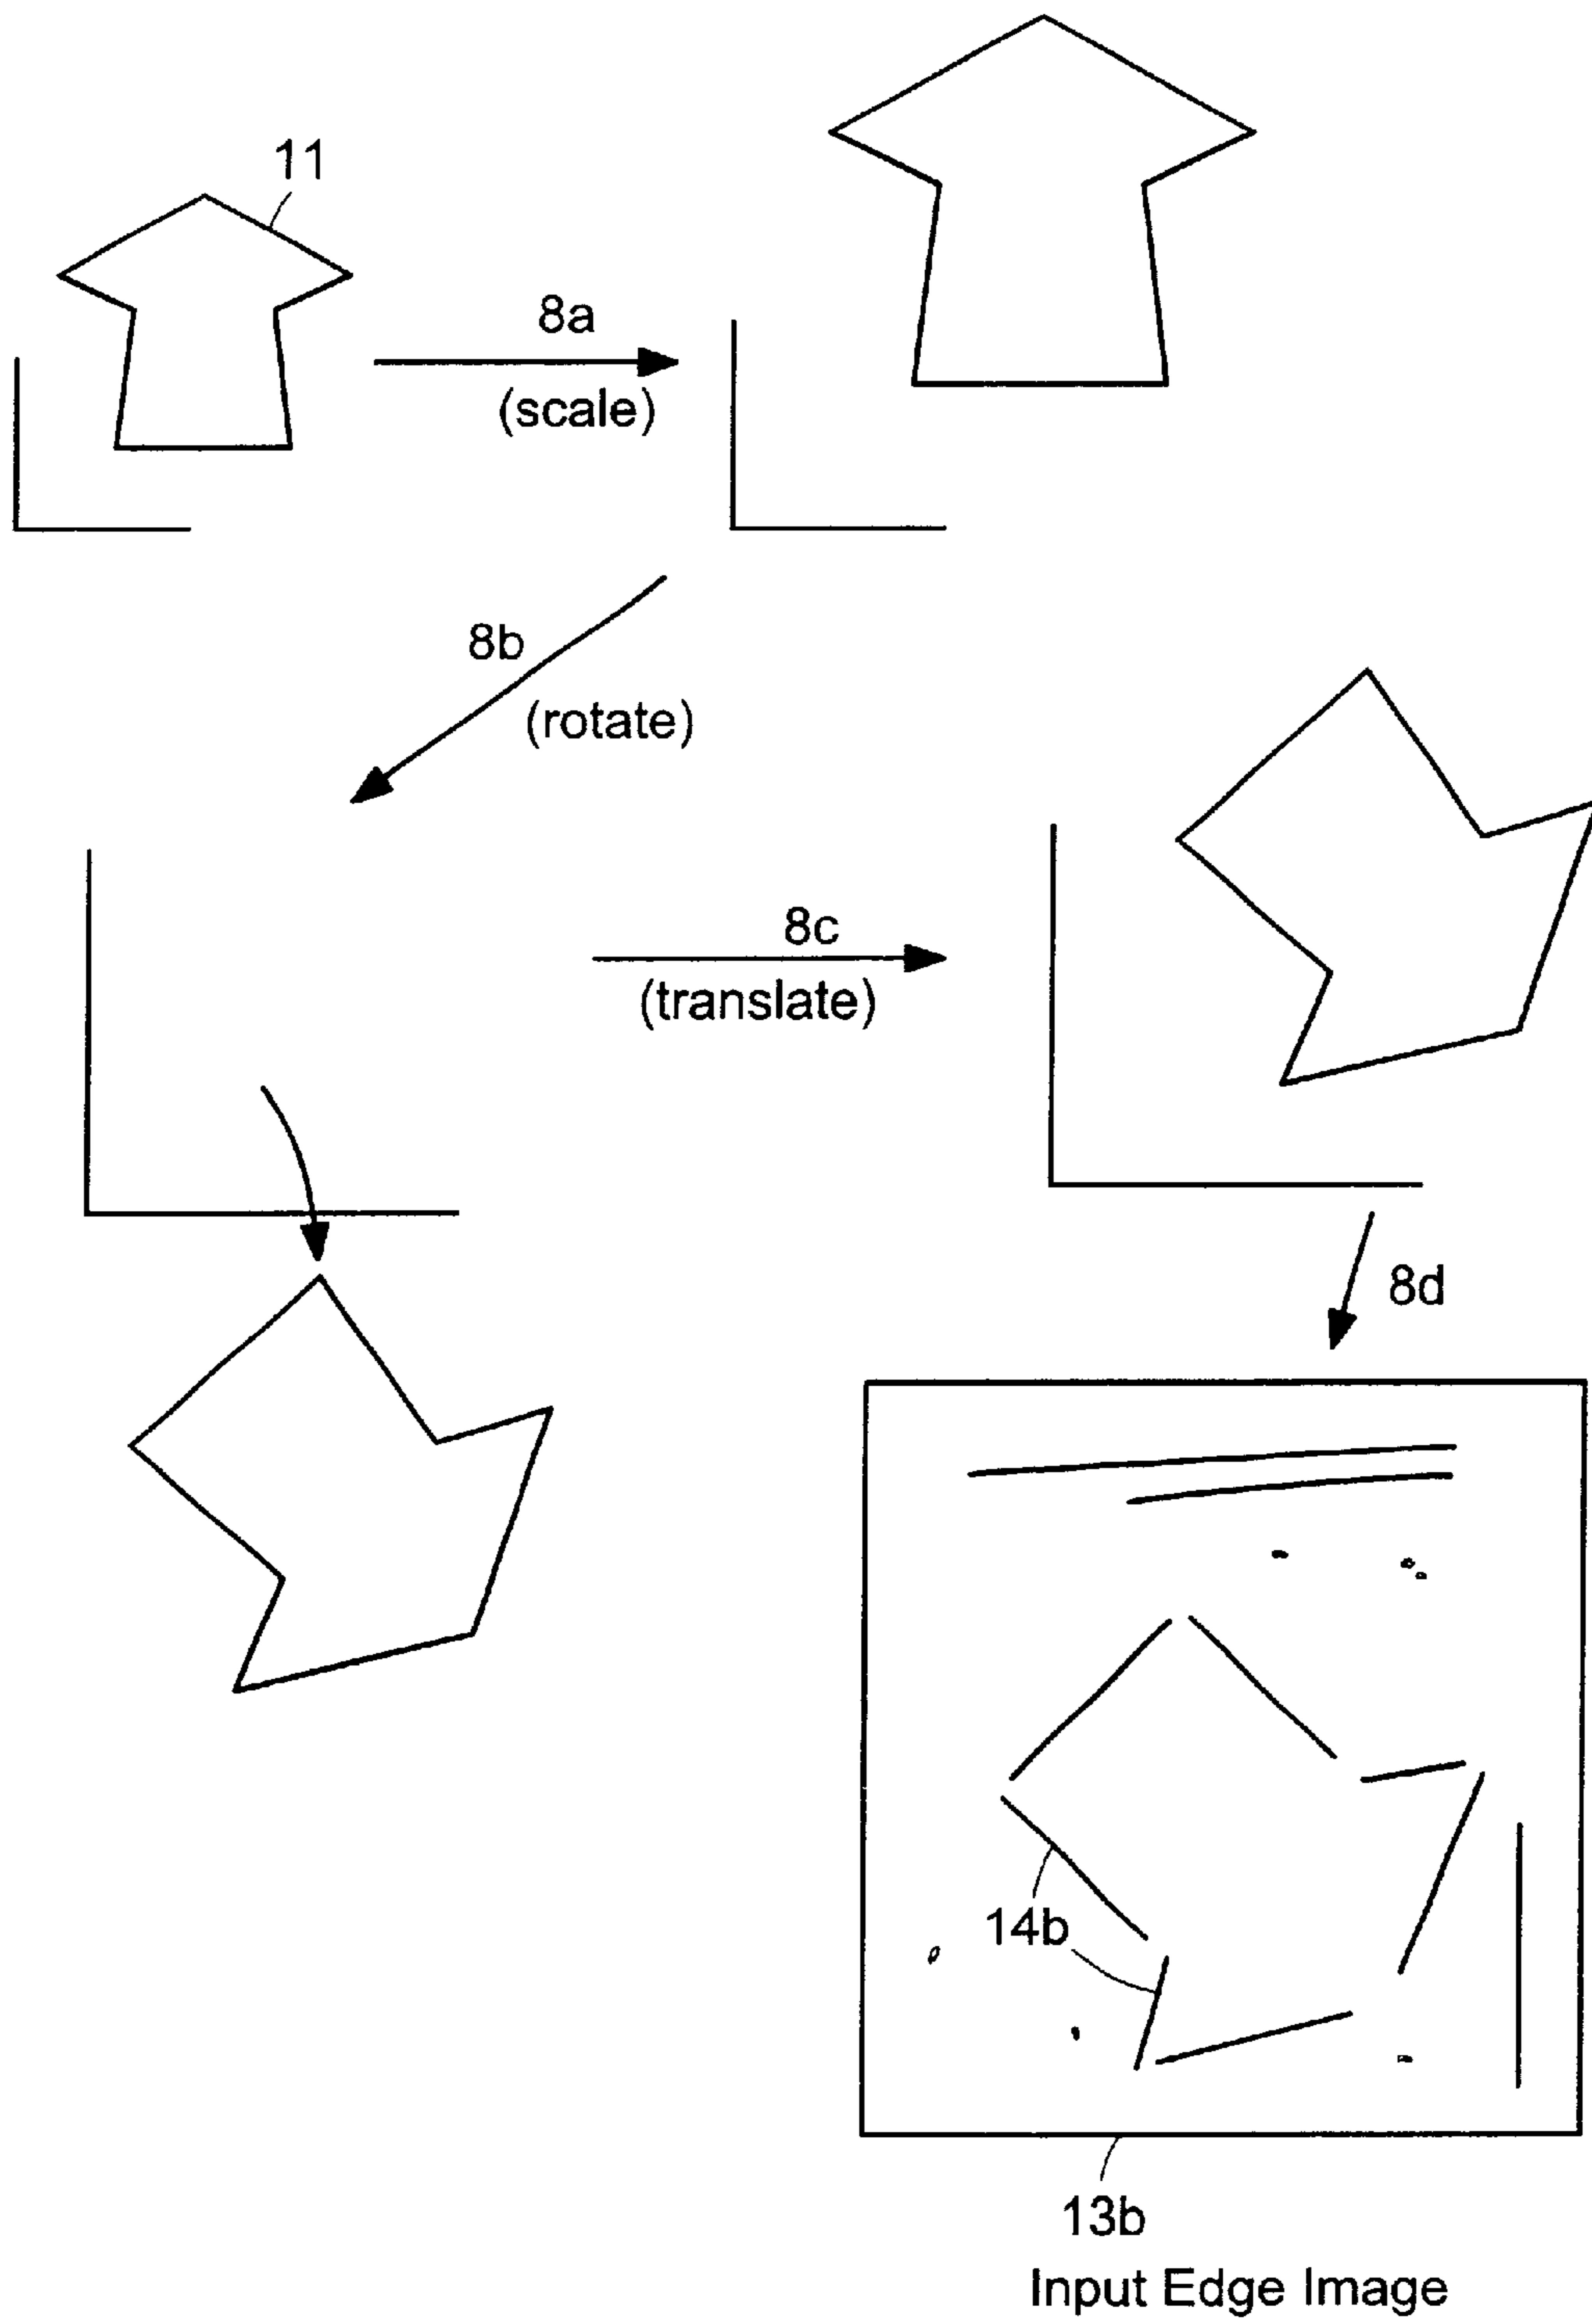 11
8a
(scale)
8b
(rotate)
8c
(translate)
8d
14b
13b
Input Edge Image